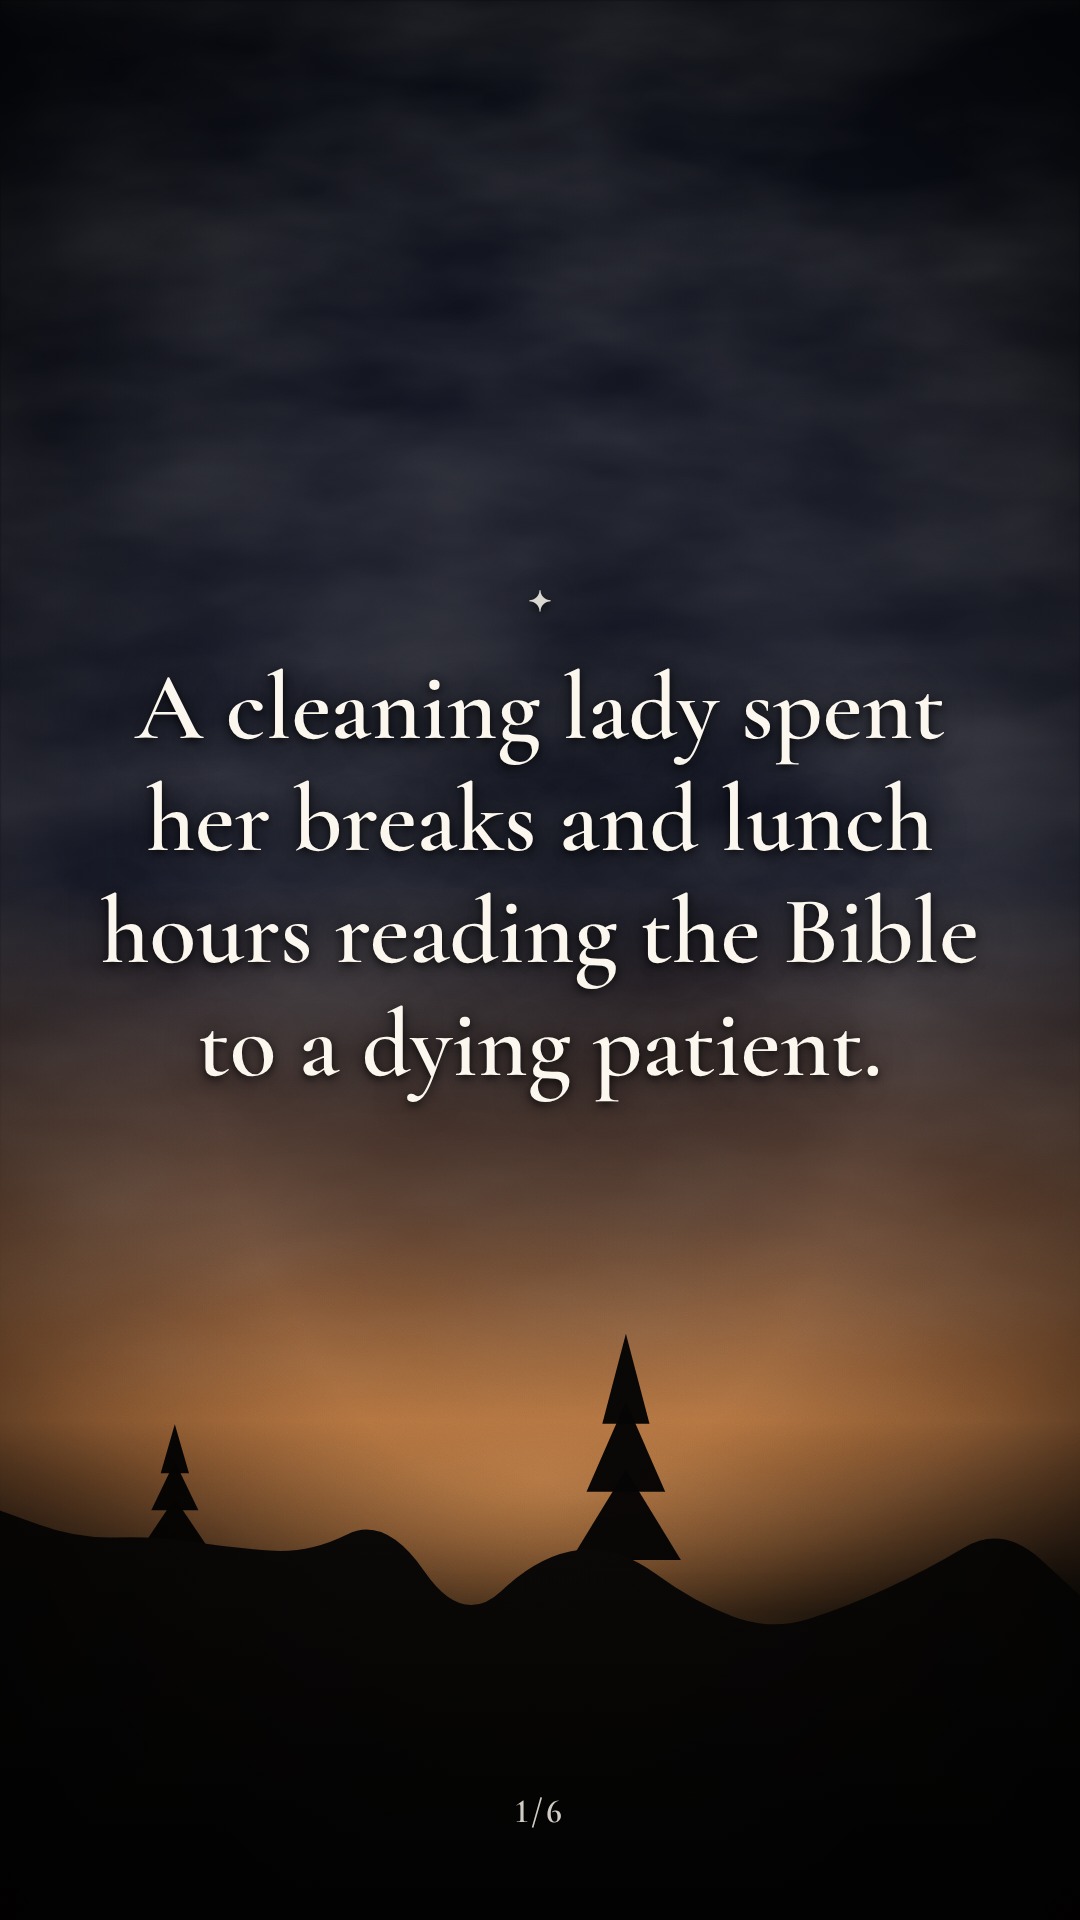 A cleaning lady spent
her breaks and lunch
hours reading the Bible
to a dying patient.
1/6